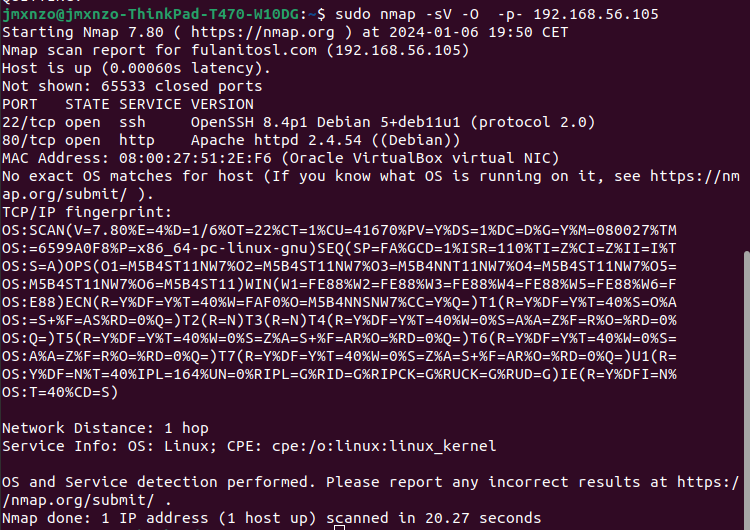 jmxnzo@jmxnzo-ThinkPad-T470-W10DG:~$ sudo nmap -sV -O  -p- 192.168.56.105
Starting Nmap 7.80 ( https://nmap.org ) at 2024-01-06 19:50 CET
Nmap scan report for fulanitosl.com (192.168.56.105)
Host is up (0.00060s latency).
Not shown: 65533 closed ports
PORT   STATE SERVICE VERSION
22/tcp open  ssh     OpenSSH 8.4p1 Debian 5+deb11u1 (protocol 2.0)
80/tcp open  http    Apache httpd 2.4.54 ((Debian))
MAC Address: 08:00:27:51:2E:F6 (Oracle VirtualBox virtual NIC)
No exact OS matches for host (If you know what OS is running on it, see https://nm
ap.org/submit/ ).
TCP/IP fingerprint:
OS:SCAN(V=7.80%E=4%D=1/6%OT=22%CT=1%CU=41670%PV=Y%DS=1%DC=D%G=Y%M=080027%TM
OS:=6599A0F8%P=x86_64-pc-linux-gnu)SEQ(SP=FA%GCD=1%ISR=110%TI=Z%CI=Z%II=I%T
OS:S=A)OPS(O1=M5B4ST11NW7%O2=M5B4ST11NW7%O3=M5B4NNT11NW7%O4=M5B4ST11NW7%O5=
OS:M5B4ST11NW7%O6=M5B4ST11)WIN(W1=FE88%W2=FE88%W3=FE88%W4=FE88%W5=FE88%W6=F
OS:E88)ECN(R=Y%DF=Y%T=40%W=FAF0%O=M5B4NNSNW7%CC=Y%Q=)T1(R=Y%DF=Y%T=40%S=O%A
OS:=S+%F=AS%RD=0%Q=)T2(R=N)T3(R=N)T4(R=Y%DF=Y%T=40%W=0%S=A%A=Z%F=R%O=%RD=0%
OS:Q=)T5(R=Y%DF=Y%T=40%W=0%S=Z%A=S+%F=AR%O=%RD=0%Q=)T6(R=Y%DF=Y%T=40%W=0%S=
OS:A%A=Z%F=R%O=%RD=0%Q=)T7(R=Y%DF=Y%T=40%W=0%S=Z%A=S+%F=AR%O=%RD=0%Q=)U1(R=
OS:Y%DF=N%T=40%IPL=164%UN=0%RIPL=G%RID=G%RIPCK=G%RUCK=G%RUD=G)IE(R=Y%DFI=N%
OS:T=40%CD=S)
Network Distance: 1 hop
Service Info: OS: Linux; CPE: cpe:/o:linux:linux_kernel
OS and Service detection performed. Please report any incorrect results at https:/
/nmap.org/submit/ .
Nmap done: 1 IP address (1 host up) scanned in 20.27 seconds